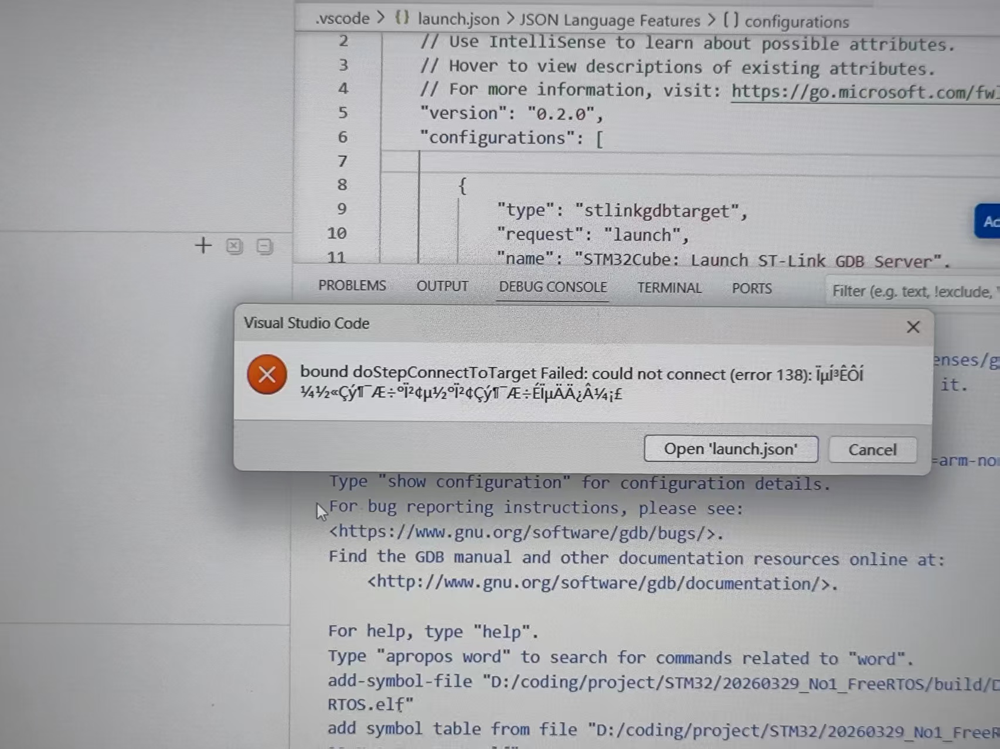 .vscode > {} launch.json > JSON Language Features > [ ] configurations
2 // Use IntelliSense to learn about possible attributes.
3 // Hover to view descriptions of existing attributes.
4 // For more information, visit: https://go.microsoft.com/fwl
5 "version": "0.2.0",
6 "configurations": [
7
8 {
9 "type": "stlinkgdbtarget",
10 "request": "launch",
11 "name": "STM32Cube: Launch ST-Link GDB Server".
PROBLEMS OUTPUT DEBUG CONSOLE TERMINAL PORTS Filter (e.g. text, !exclude,
Visual Studio Code
enses/g
bound doStepConnectToTarget Failed: could not connect (error 138): ÏµÍ³ÊÔÍ
it.
¼½«Çý¶¯Æ÷ºÏ²¢µ½ºÏ²¢Çý¶¯Æ÷ÉÏµÄÄ¿Â¼¡£
Open 'launch.json' Cancel
=arm-no
Type "show configuration" for configuration details.
For bug reporting instructions, please see:
<https://www.gnu.org/software/gdb/bugs/>.
Find the GDB manual and other documentation resources online at:
<http://www.gnu.org/software/gdb/documentation/>.
For help, type "help".
Type "apropos word" to search for commands related to "word".
add-symbol-file "D:/coding/project/STM32/20260329_No1_FreeRTOS/build/D
RTOS.elf"
add symbol table from file "D:/coding/project/STM32/20260329_No1_FreeR